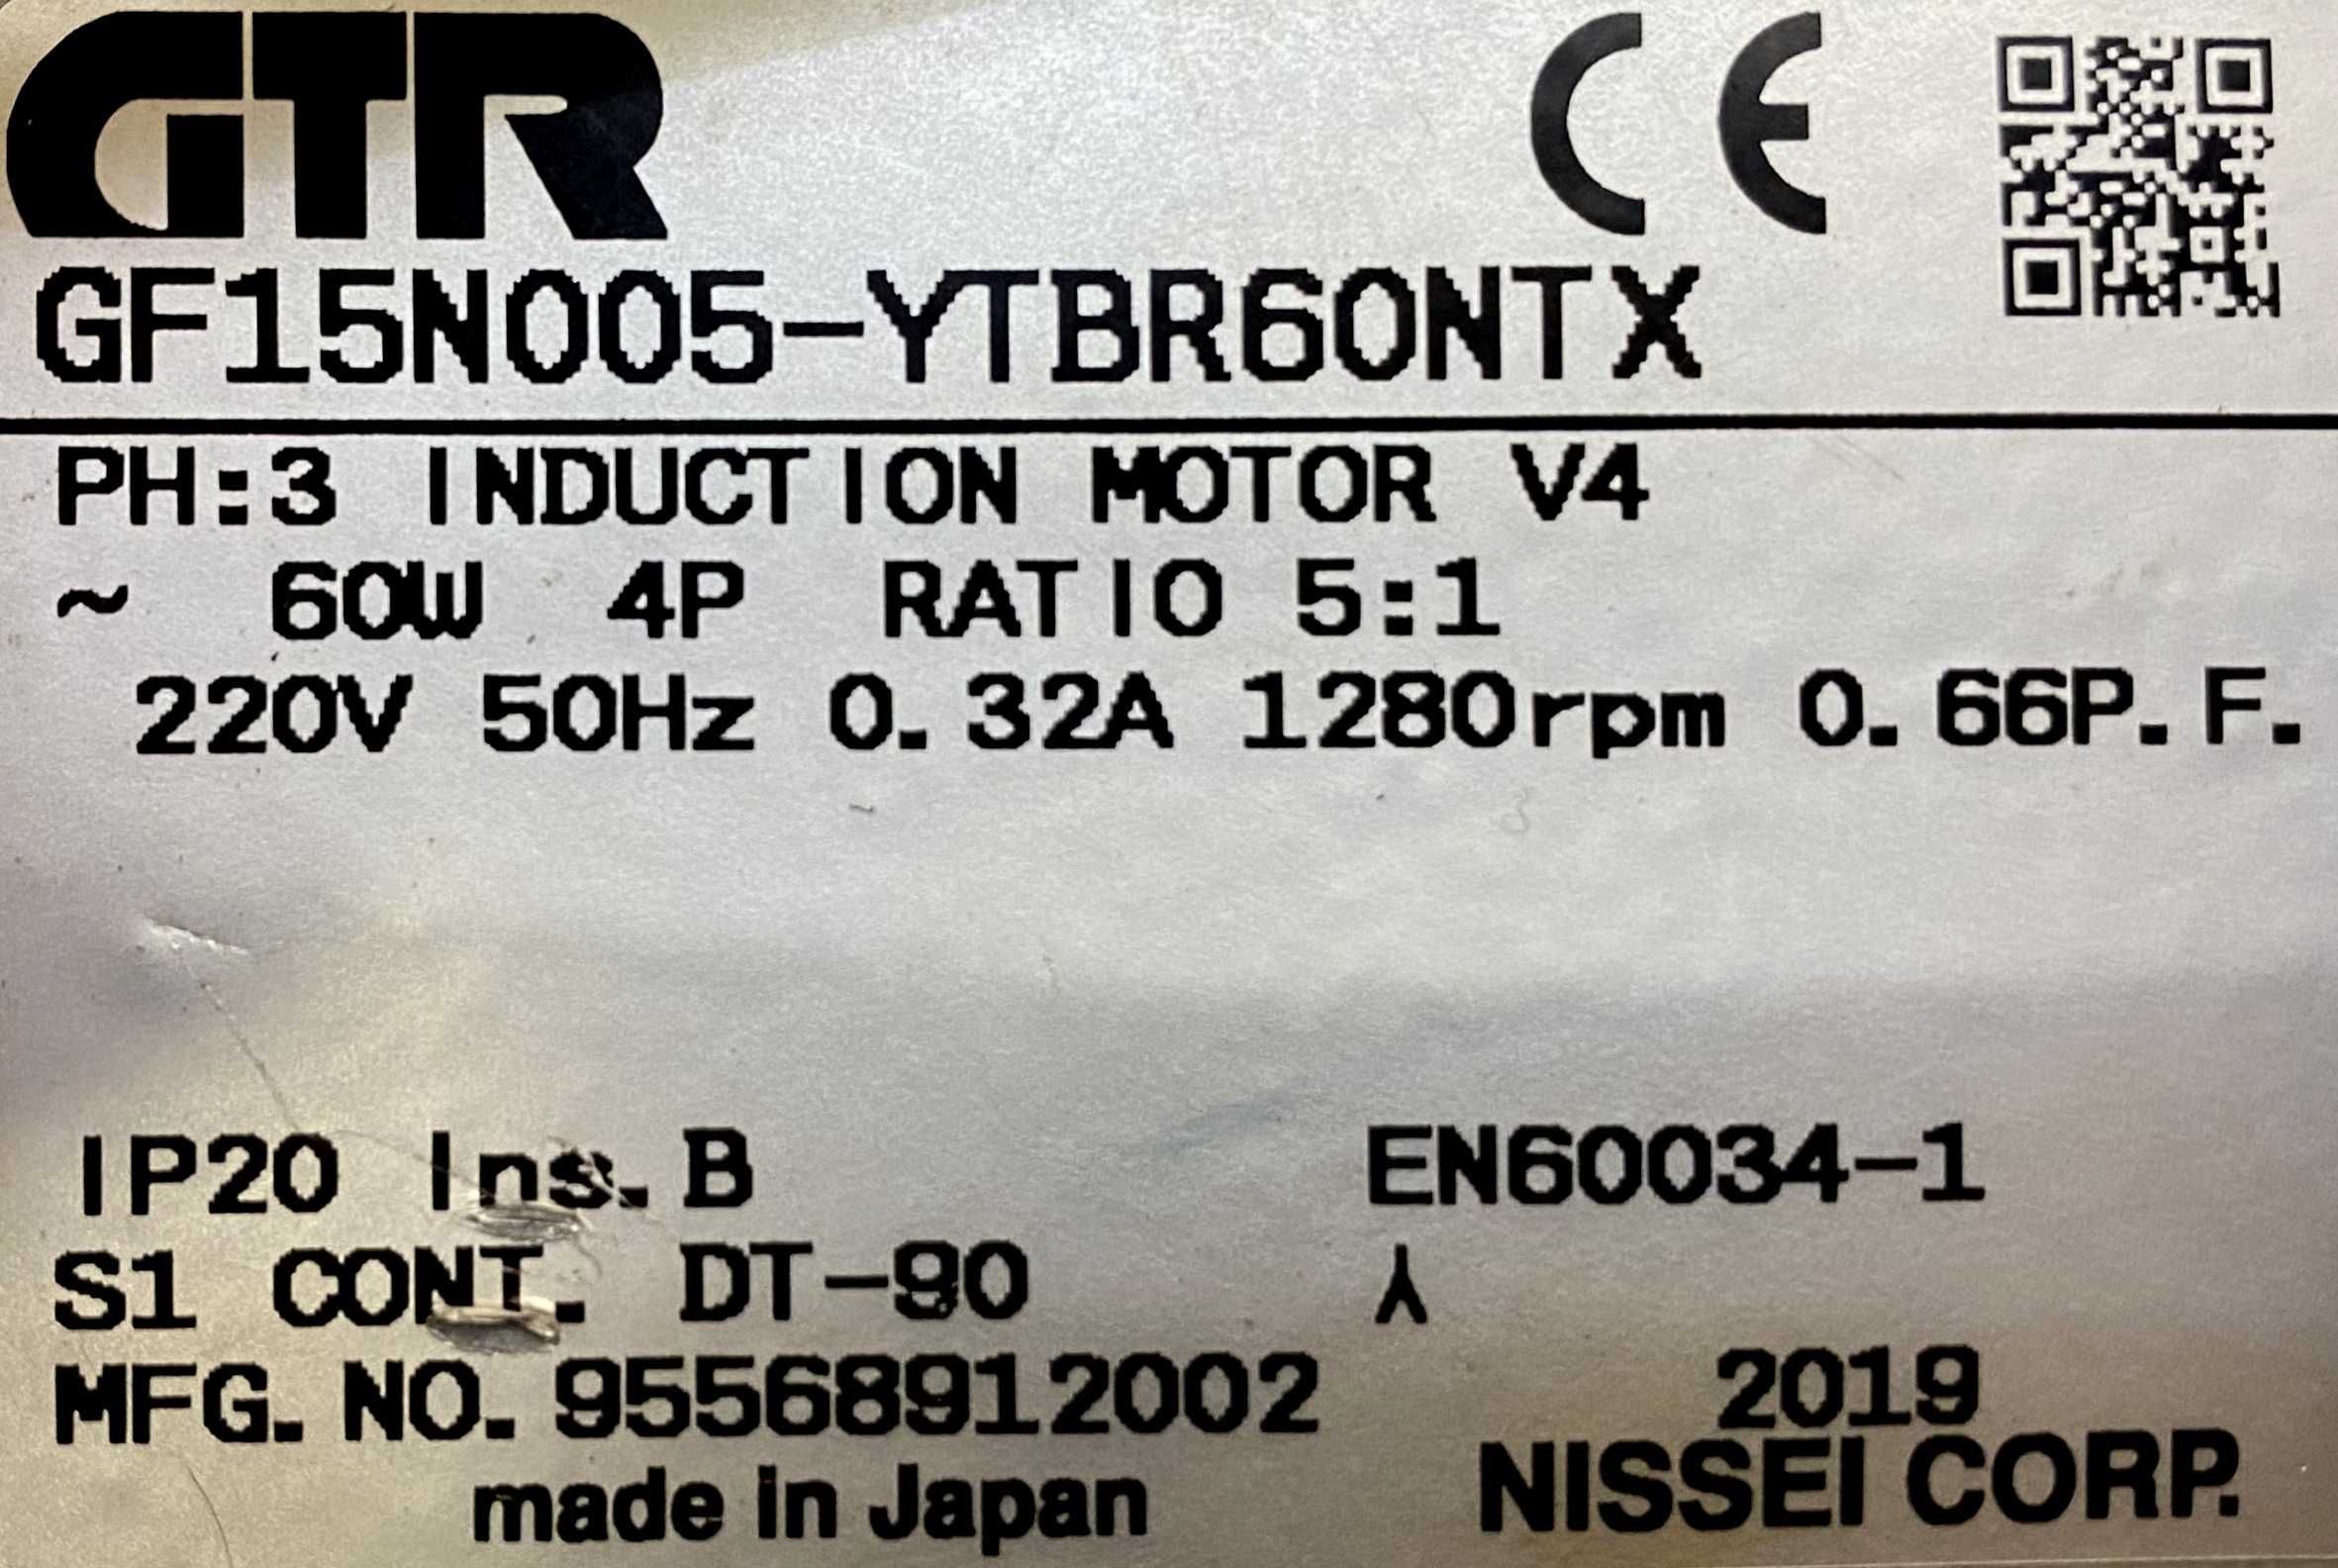 GTR
CE
GF15N005-YTBR60NTX
PH:3 INDUCTION MOTOR V4
~ 60W 4P RATIO 5:1
220V 50Hz 0.32A 1280rpm 0.66P.F.
IP20 Ins.B EN60034-1
S1 CONT. DT-90 ⅄
MFG.NO.95568912002 2019
made in Japan NISSEI CORP.